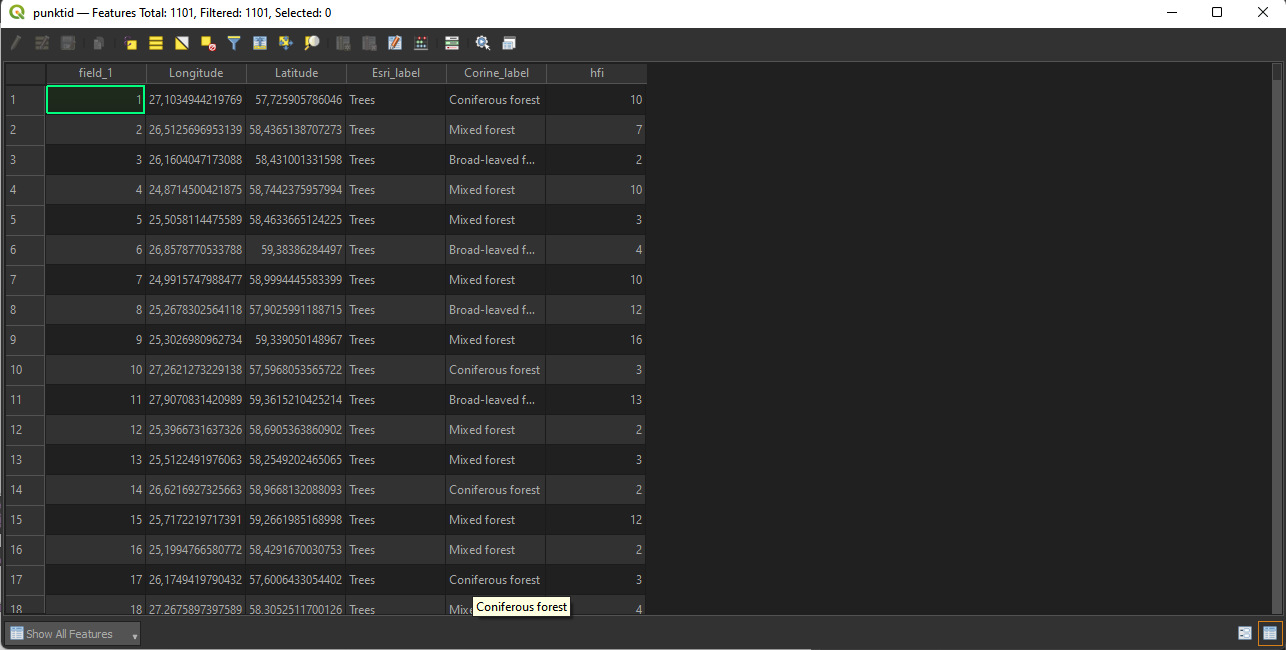 punktid — Features Total: 1101, Filtered: 1101, Selected: 0
field_1 Longitude Latitude Esri_label Corine_label hfi
1 1 27,1034944219769 57,725905786046 Trees Coniferous forest 10
2 2 26,5125696953139 58,4365138707273 Trees Mixed forest 7
3 3 26,1604047173088 58,431001331598 Trees Broad-leaved f... 2
4 4 24,8714500421875 58,7442375957994 Trees Mixed forest 10
5 5 25,5058114475589 58,4633665124225 Trees Mixed forest 3
6 6 26,8578770533788 59,38386284497 Trees Broad-leaved f... 4
7 7 24,9915747988477 58,9994445583399 Trees Mixed forest 10
8 8 25,2678302564118 57,9025991188715 Trees Broad-leaved f... 12
9 9 25,3026980962734 59,339050148967 Trees Mixed forest 16
10 10 27,2621273229138 57,5968053565722 Trees Coniferous forest 3
11 11 27,9070831420989 59,3615210425214 Trees Broad-leaved f... 13
12 12 25,3966731637326 58,6905363860902 Trees Mixed forest 2
13 13 25,5122491976063 58,2549202465065 Trees Mixed forest 3
14 14 26,6216927325663 58,9668132088093 Trees Coniferous forest 2
15 15 25,7172219717391 59,2661985168998 Trees Mixed forest 12
16 16 25,1994766580772 58,4291670030753 Trees Mixed forest 2
17 17 26,1749419790432 57,6006433054402 Trees Coniferous forest 3
18 18 27,2675897397589 58,3052511700126 Trees Mixe 4
Coniferous forest
Show All Features